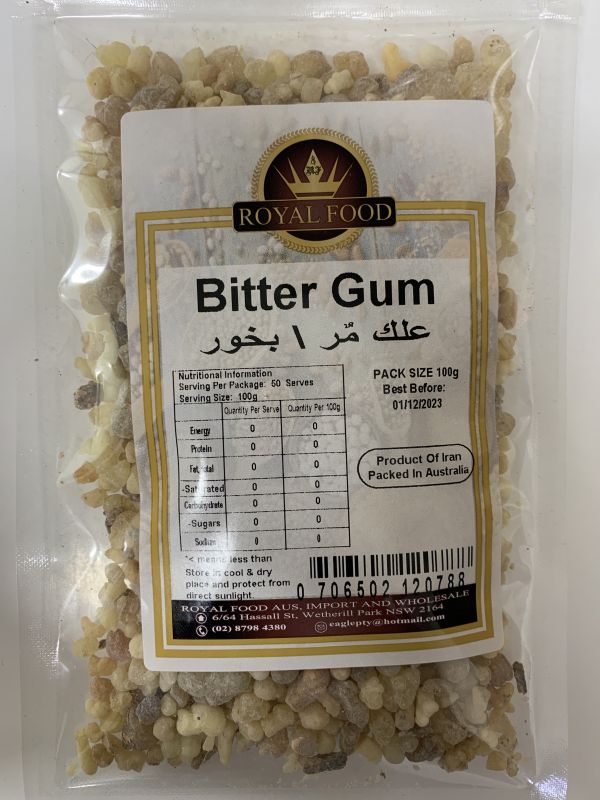 ROYAL FOOD
Bitter Gum
علك مّر \ بخور
Nutritional Information
Serving Per Package: 50 Serves
Serving Size: 100g
Quantity Per Serve Quantity Per 100g
Energy 0 0
Protein 0 0
Fat, total 0 0
-Saturated 0 0
Carbohydrate 0 0
-Sugars 0 0
Sodium 0 0
*< means less than
Store in cool & dry
place and protect from
direct sunlight.
PACK SIZE 100g
Best Before:
01/12/2023
Product Of Iran
Packed In Australia
0 706502 120788
ROYAL FOOD AUS, IMPORT AND WHOLESALE
6/64 Hassall St, Wetherill Park NSW 2164
(02) 8798 4380 eaglepty@hotmail.com